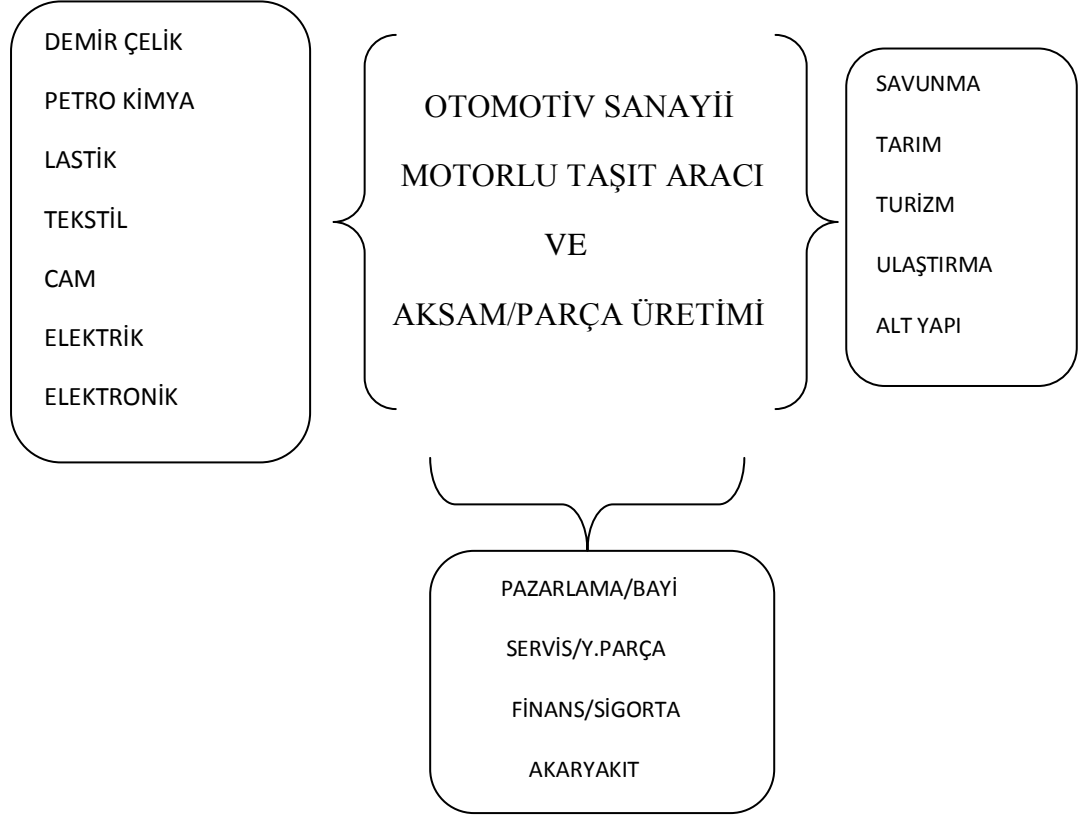 DEMİR ÇELİK
PETRO KİMYA
LASTİK
TEKSTİL
CAM
ELEKTRİK
ELEKTRONİK
OTOMOTİV SANAYİİ
MOTORLU TAŞIT ARACI
VE
AKSAM/PARÇA ÜRETİMİ
SAVUNMA
TARIM
TURİZM
ULAŞTIRMA
ALT YAPI
PAZARLAMA/BAYİ
SERVİS/Y.PARÇA
FİNANS/SİGORTA
AKARYAKIT